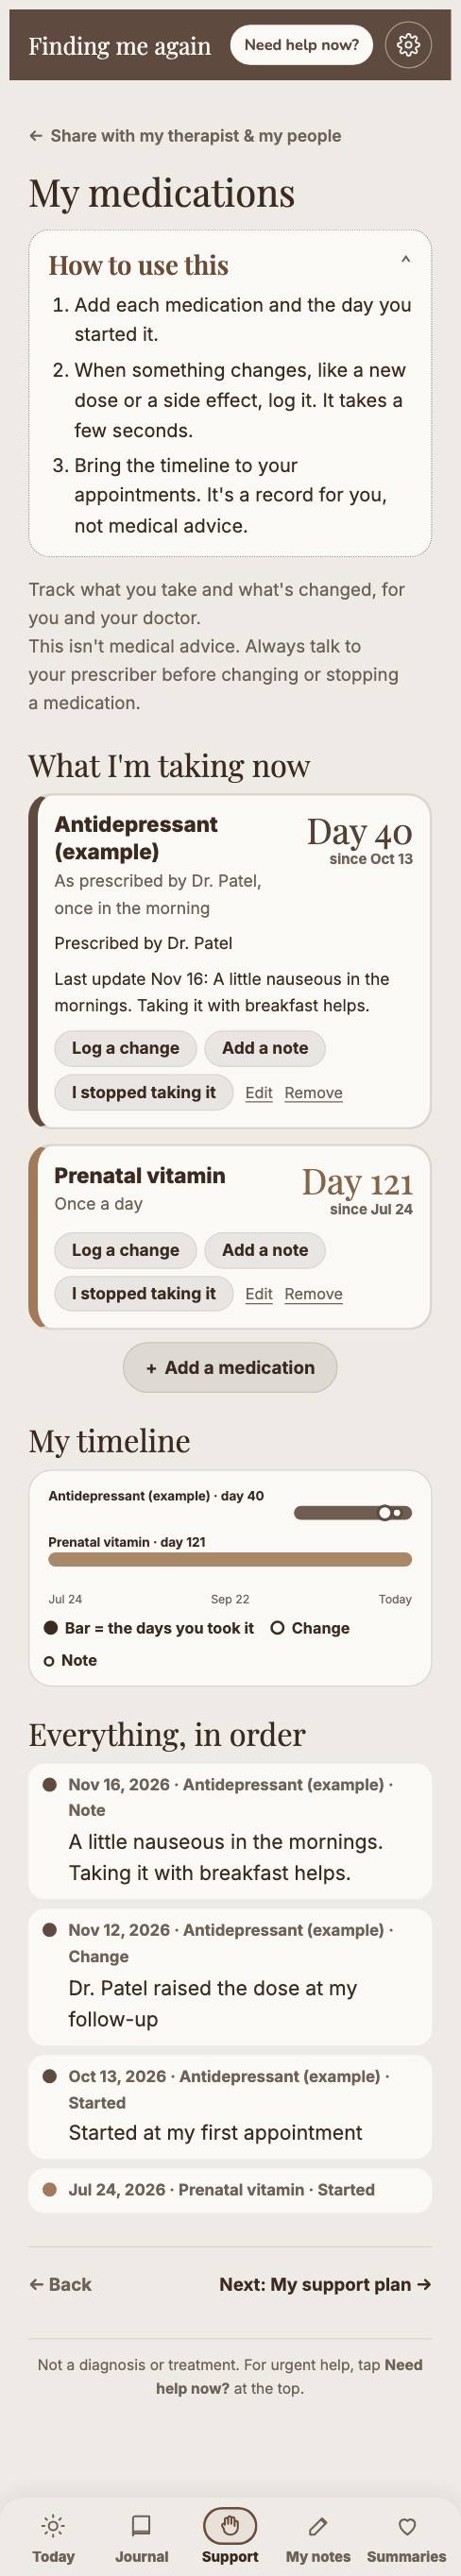 Finding me again
Need help now?
← Share with my therapist & my people
My medications
How to use this
1. Add each medication and the day you
started it.
2. When something changes, like a new
dose or a side effect, log it. It takes a
few seconds.
3. Bring the timeline to your
appointments. It's a record for you,
not medical advice.
Track what you take and what's changed, for
you and your doctor.
This isn't medical advice. Always talk to
your prescriber before changing or stopping
a medication.
What I'm taking now
Antidepressant
(example)
Day 40
since Oct 13
As prescribed by Dr. Patel,
once in the morning
Prescribed by Dr. Patel
Last update Nov 16: A little nauseous in the
mornings. Taking it with breakfast helps.
Log a change
Add a note
I stopped taking it
Edit
Remove
Prenatal vitamin
Day 121
Once a day
since Jul 24
Log a change
Add a note
I stopped taking it
Edit
Remove
+ Add a medication
My timeline
Antidepressant (example) · day 40
Prenatal vitamin · day 121
Jul 24
Sep 22
Today
Bar = the days you took it
Change
Note
Everything, in order
Nov 16, 2026 · Antidepressant (example) ·
Note
A little nauseous in the mornings.
Taking it with breakfast helps.
Nov 12, 2026 · Antidepressant (example) ·
Change
Dr. Patel raised the dose at my
follow-up
Oct 13, 2026 · Antidepressant (example) ·
Started
Started at my first appointment
Jul 24, 2026 · Prenatal vitamin · Started
← Back
Next: My support plan →
Not a diagnosis or treatment. For urgent help, tap Need
help now? at the top.
Today
Journal
Support
My notes
Summaries